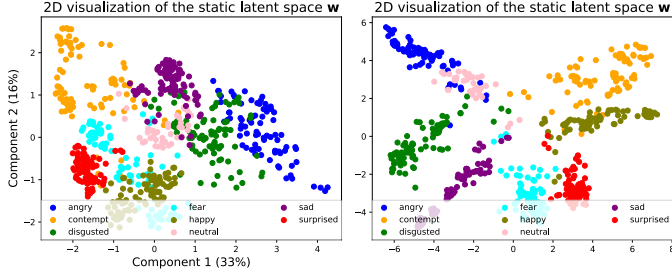 2D visualization of the static latent space w
2D visualization of the static latent space w
Component 2 (16%)
2
1
0
−1
−2
angry
contempt
disgusted
fear
happy
neutral
sad
surprised
−2
−1
0
1
2
3
4
Component 1 (33%)
6
4
2
0
−2
−4
angry
contempt
disgusted
fear
happy
neutral
sad
surprised
−6
−4
−2
0
2
4
6
8